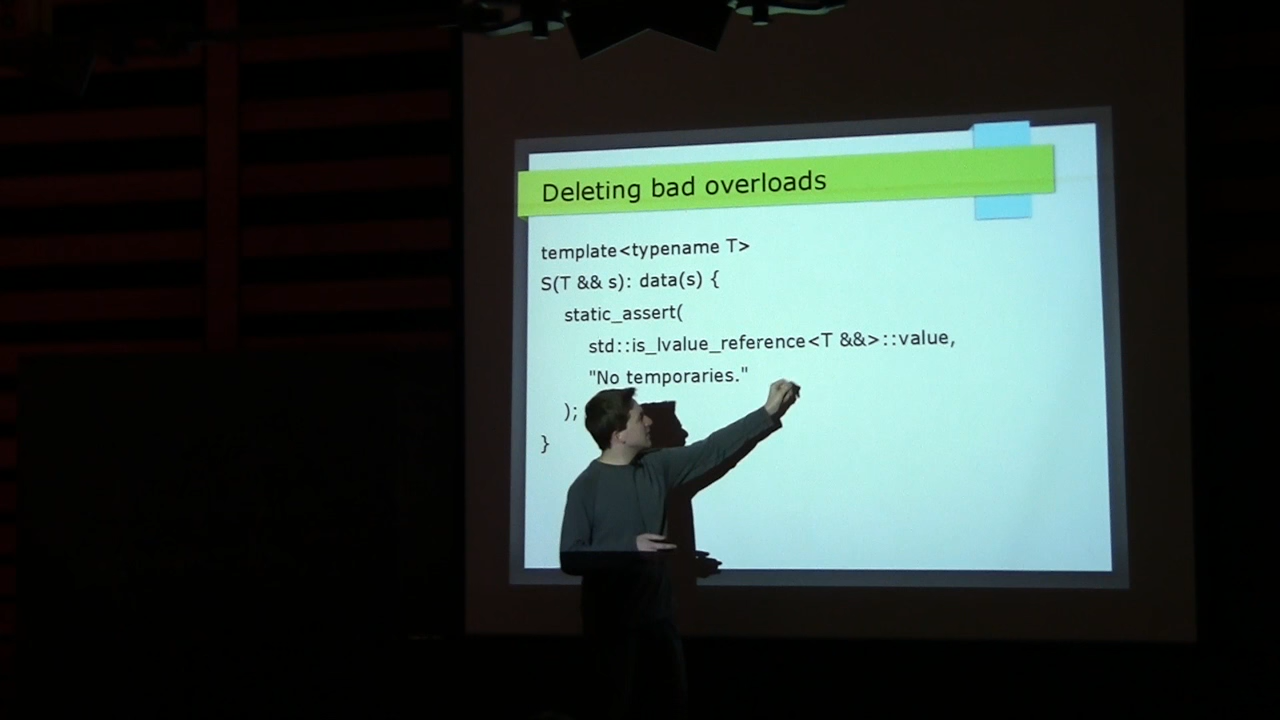 Deleting bad overloads
template<typename T>
S(T && s): data(s) {
static_assert(
std::is_lvalue_reference<T &&>::value,
"No temporaries."
);
}